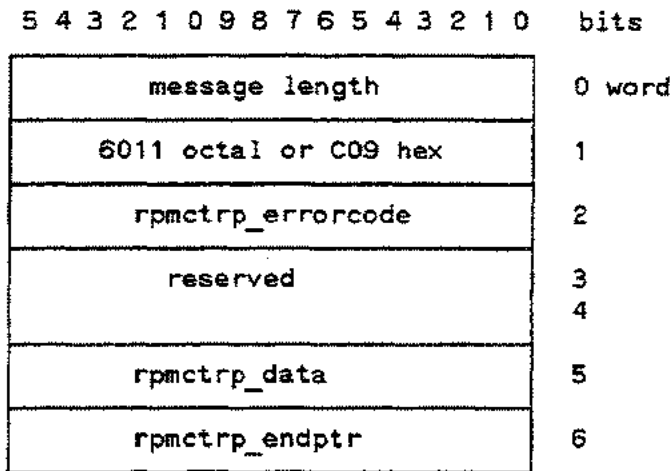 5 4 3 2 1 0 9 8 7 6 5 4 3 2 1 0 bits
message length 0 word
6011 octal or C09 hex 1
rpmctrp_errorcode 2
reserved 3
4
rpmctrp_data 5
rpmctrp_endptr 6